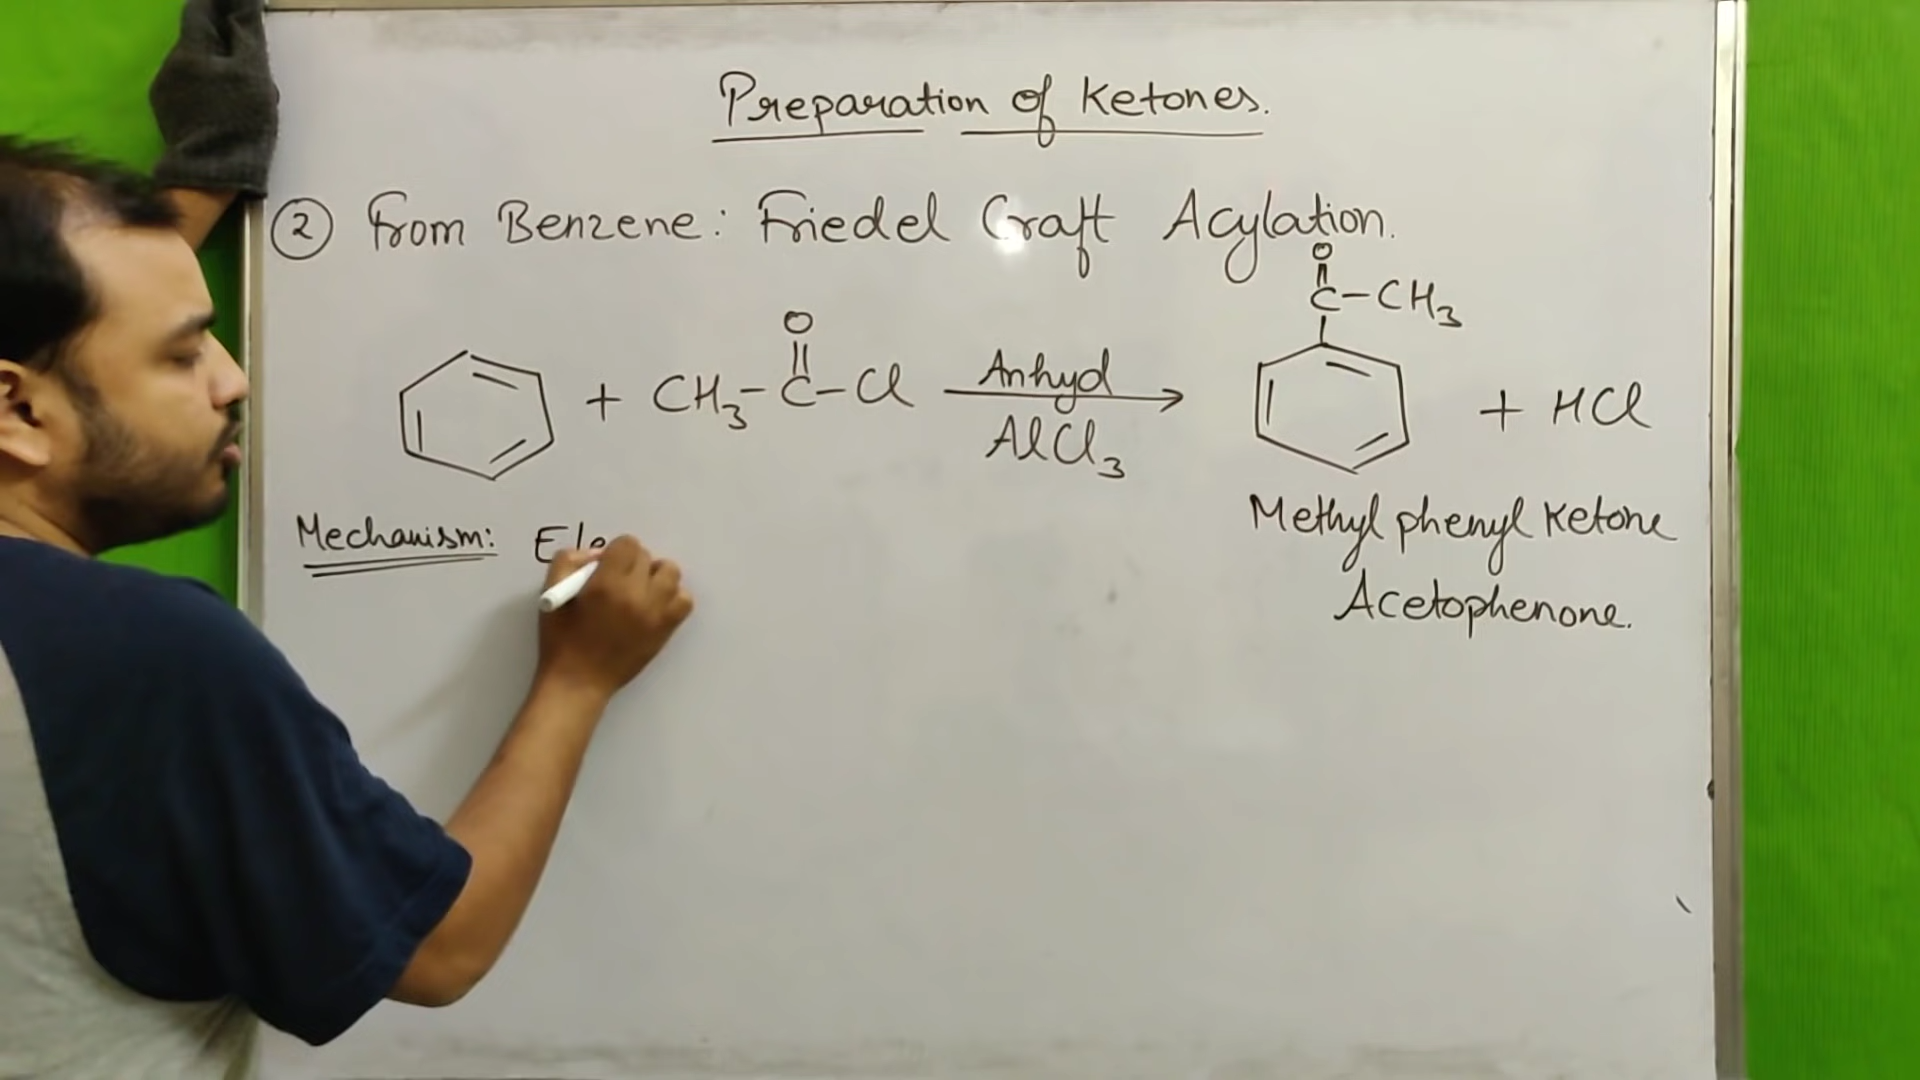 Preparation of Ketones.
② From Benzene: Friedel Craft Acylation.
O
C-CH₃
O
+ CH₃-C-Cl Anhyd AlCl₃ → + HCl
Methyl phenyl Ketone
Mechanism: Ele
Acetophenone.